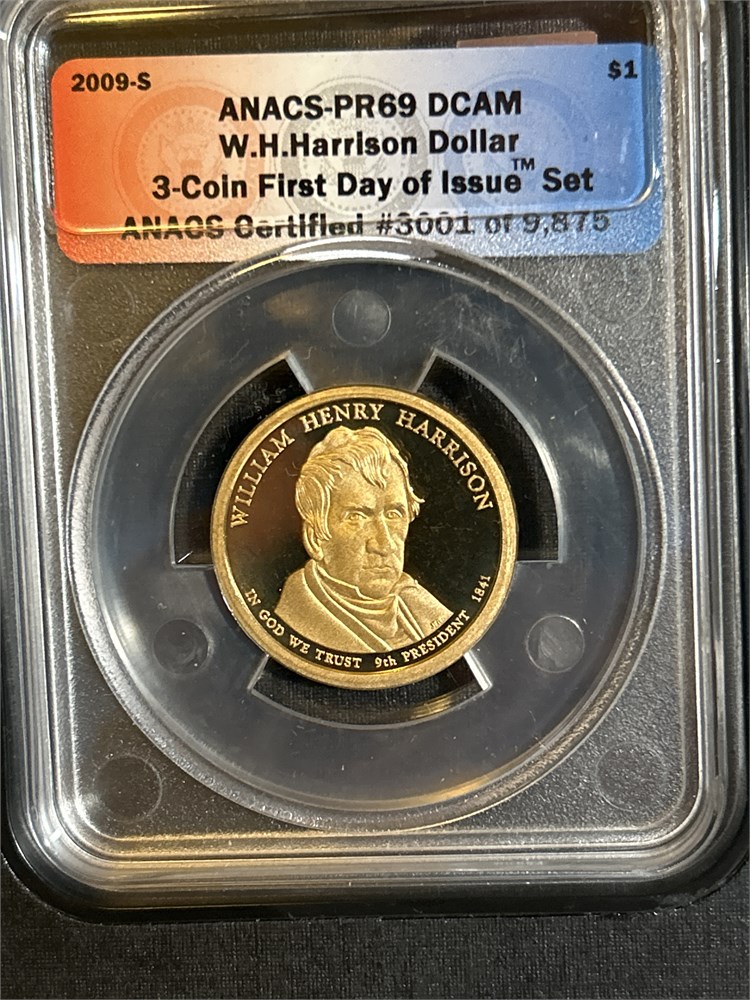 2009-S $1
ANACS-PR69 DCAM
W.H.Harrison Dollar
3-Coin First Day of Issue™ Set
ANACS Certified #3001 of 9,875
WILLIAM HENRY HARRISON
IN GOD WE TRUST 9th PRESIDENT 1841